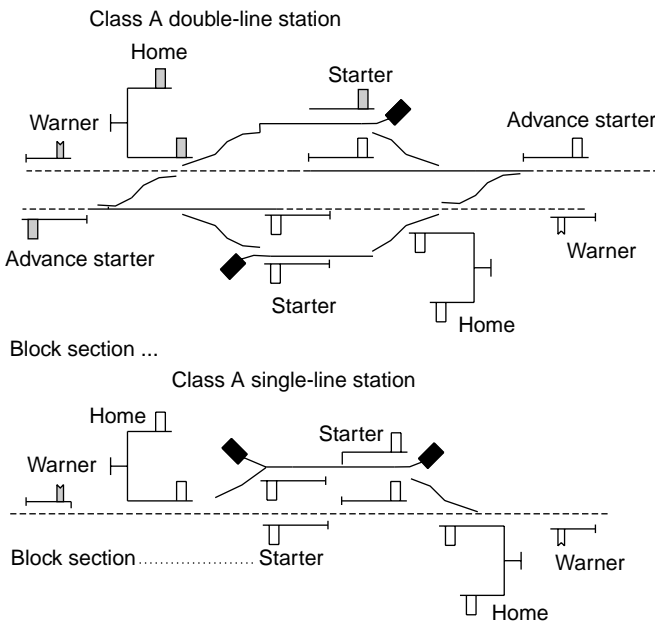 Class A double-line station
Home
Starter
Warner
Advance starter
Advance starter
Warner
Starter
Home
Block section ...
Class A single-line station
Home
Starter
Warner
Block section ........................ Starter
Warner
Home